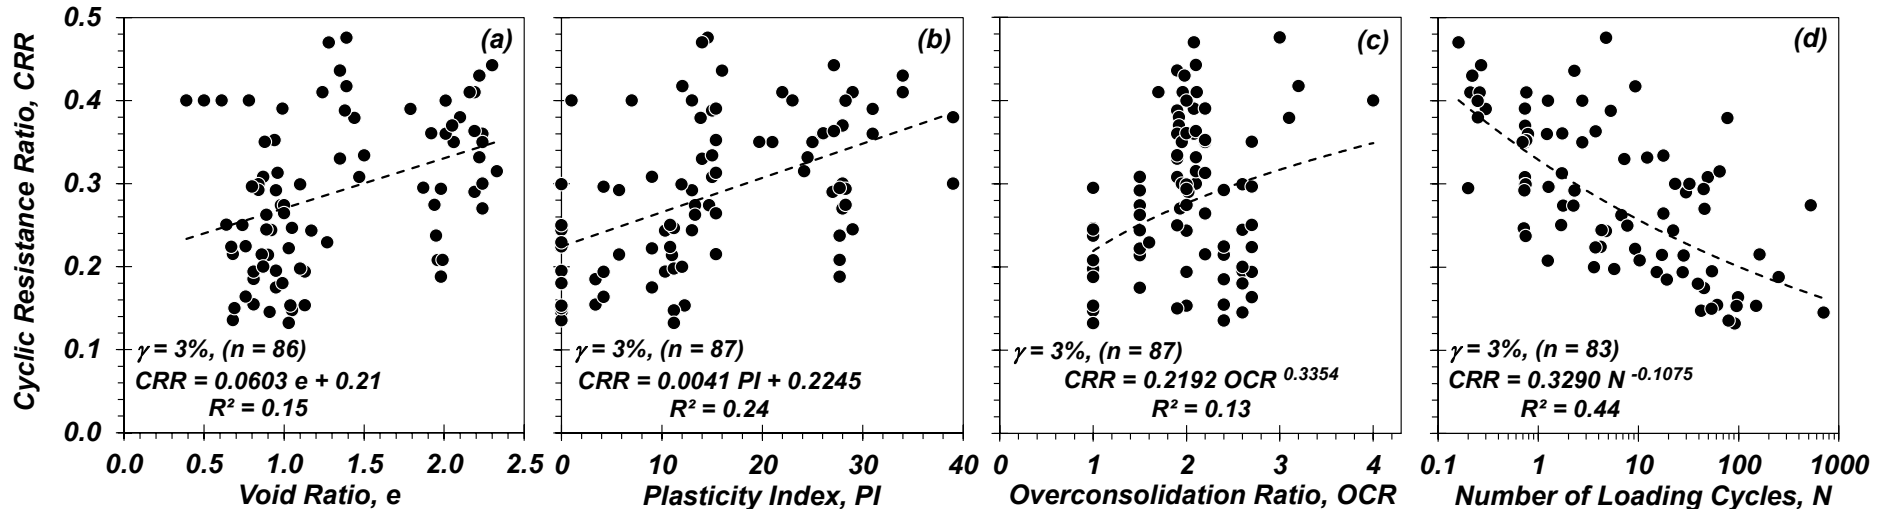 Cyclic Resistance Ratio, CRR
0.5
0.4
0.3
0.2
0.1
0.0
(a)
γ = 3%, (n = 86)
CRR = 0.0603 e + 0.21
R² = 0.15
0.0 0.5 1.0 1.5 2.0 2.5
Void Ratio, e
(b)
γ = 3%, (n = 87)
CRR = 0.0041 PI + 0.2245
R² = 0.24
0 10 20 30 40
Plasticity Index, PI
(c)
γ = 3%, (n = 87)
CRR = 0.2192 OCR 0.3354
R² = 0.13
0 1 2 3 4
Overconsolidation Ratio, OCR
(d)
γ = 3%, (n = 83)
CRR = 0.3290 N -0.1075
R² = 0.44
0.1 1 10 100 1000
Number of Loading Cycles, N